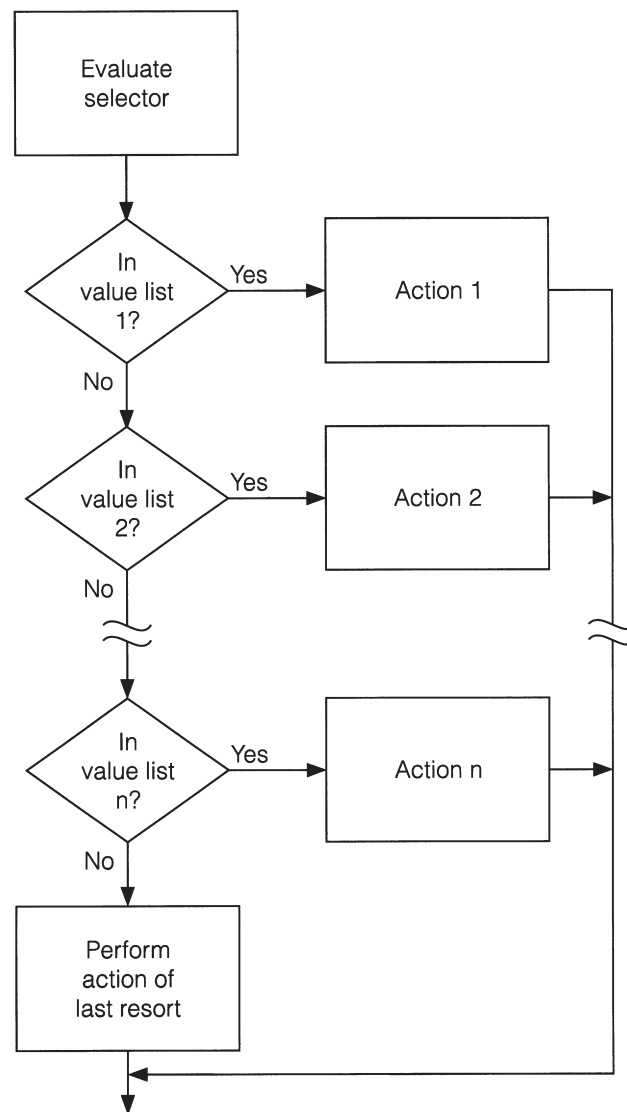 Evaluate
selector
In
value list
1?
Yes
Action 1
No
In
value list
2?
Yes
Action 2
No
In
value list
n?
Yes
Action n
No
Perform
action of
last resort